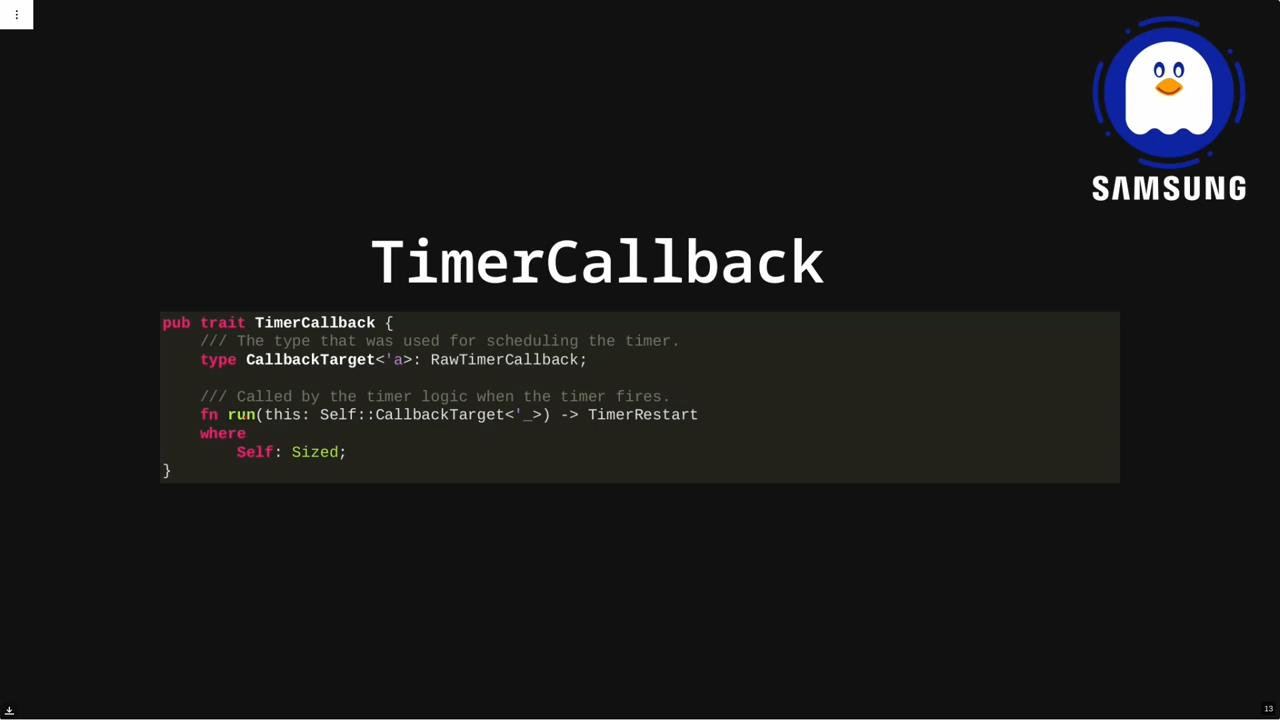 SAMSUNG
TimerCallback
pub trait TimerCallback {
    /// The type that was used for scheduling the timer.
    type CallbackTarget<'a>: RawTimerCallback;

    /// Called by the timer logic when the timer fires.
    fn run(this: Self::CallbackTarget<'_>) -> TimerRestart
    where
        Self: Sized;
}
13